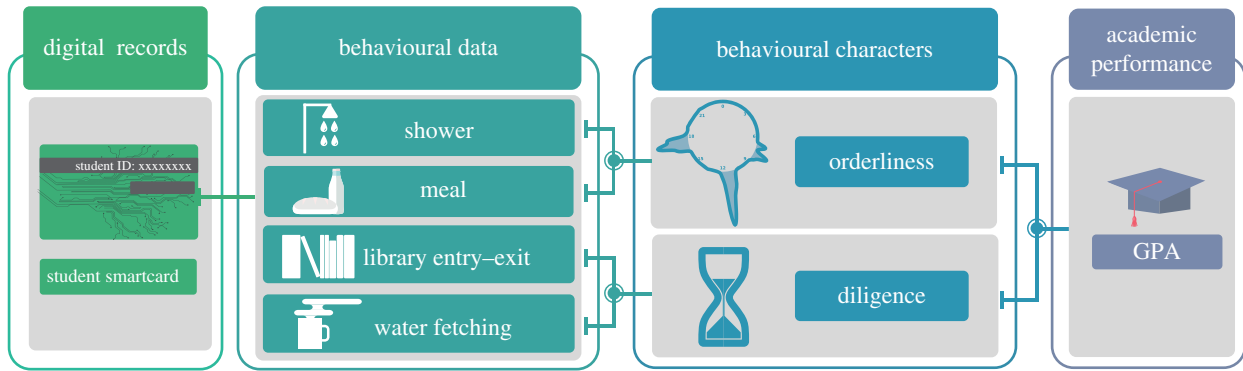 digital records
behavioural data
behavioural characters
academic
performance
student ID: xxxxxxxx
student smartcard
shower
meal
library entry–exit
water fetching
orderliness
diligence
GPA